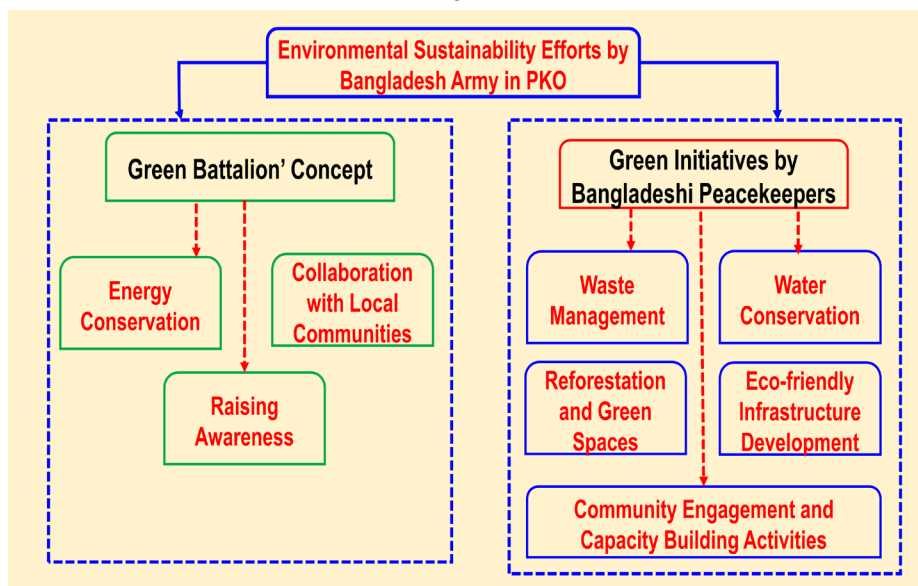 Environmental Sustainability Efforts by
Bangladesh Army in PKO
Green Battalion’ Concept
Energy
Conservation
Collaboration
with Local
Communities
Raising
Awareness
Green Initiatives by
Bangladeshi Peacekeepers
Waste
Management
Water
Conservation
Reforestation
and Green
Spaces
Eco-friendly
Infrastructure
Development
Community Engagement and
Capacity Building Activities